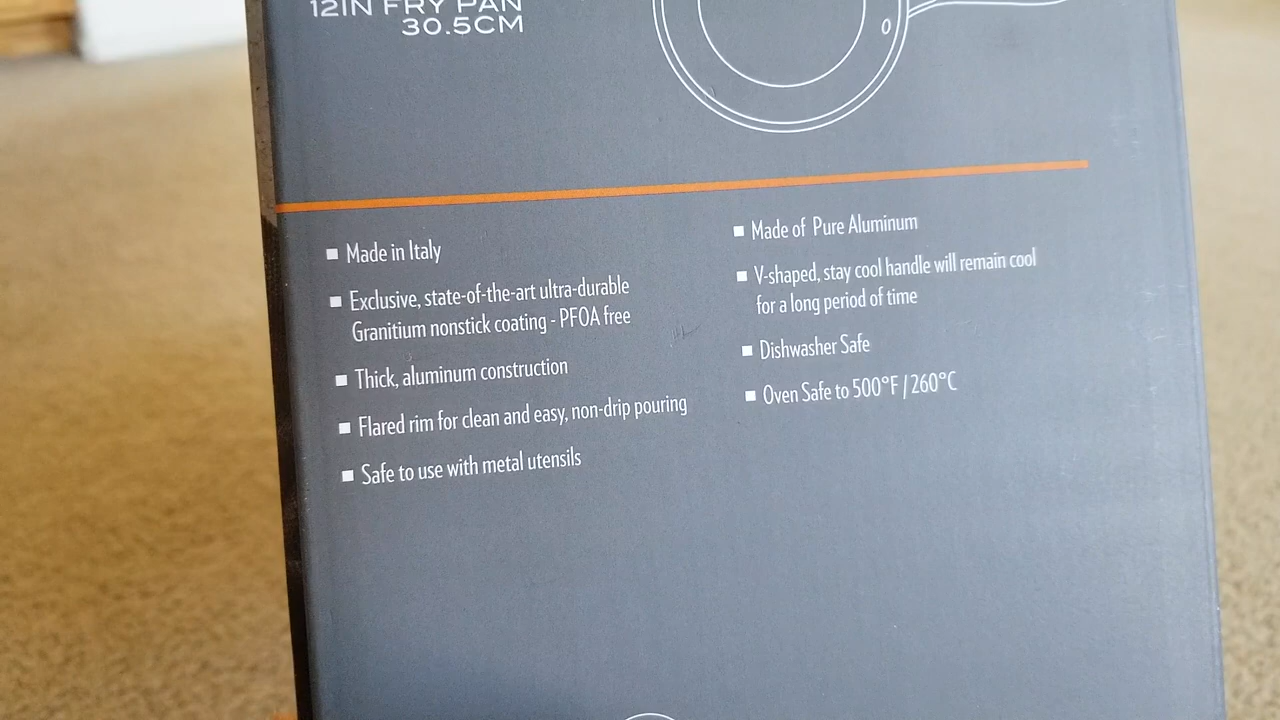 12IN FRY PAN
30.5CM
■ Made in Italy
■ Exclusive, state-of-the-art ultra-durable
Granitium nonstick coating - PFOA free
■ Thick, aluminum construction
■ Flared rim for clean and easy, non-drip pouring
■ Safe to use with metal utensils
■ Made of Pure Aluminum
■ V-shaped, stay cool handle will remain cool
for a long period of time
■ Dishwasher Safe
■ Oven Safe to 500°F / 260°C